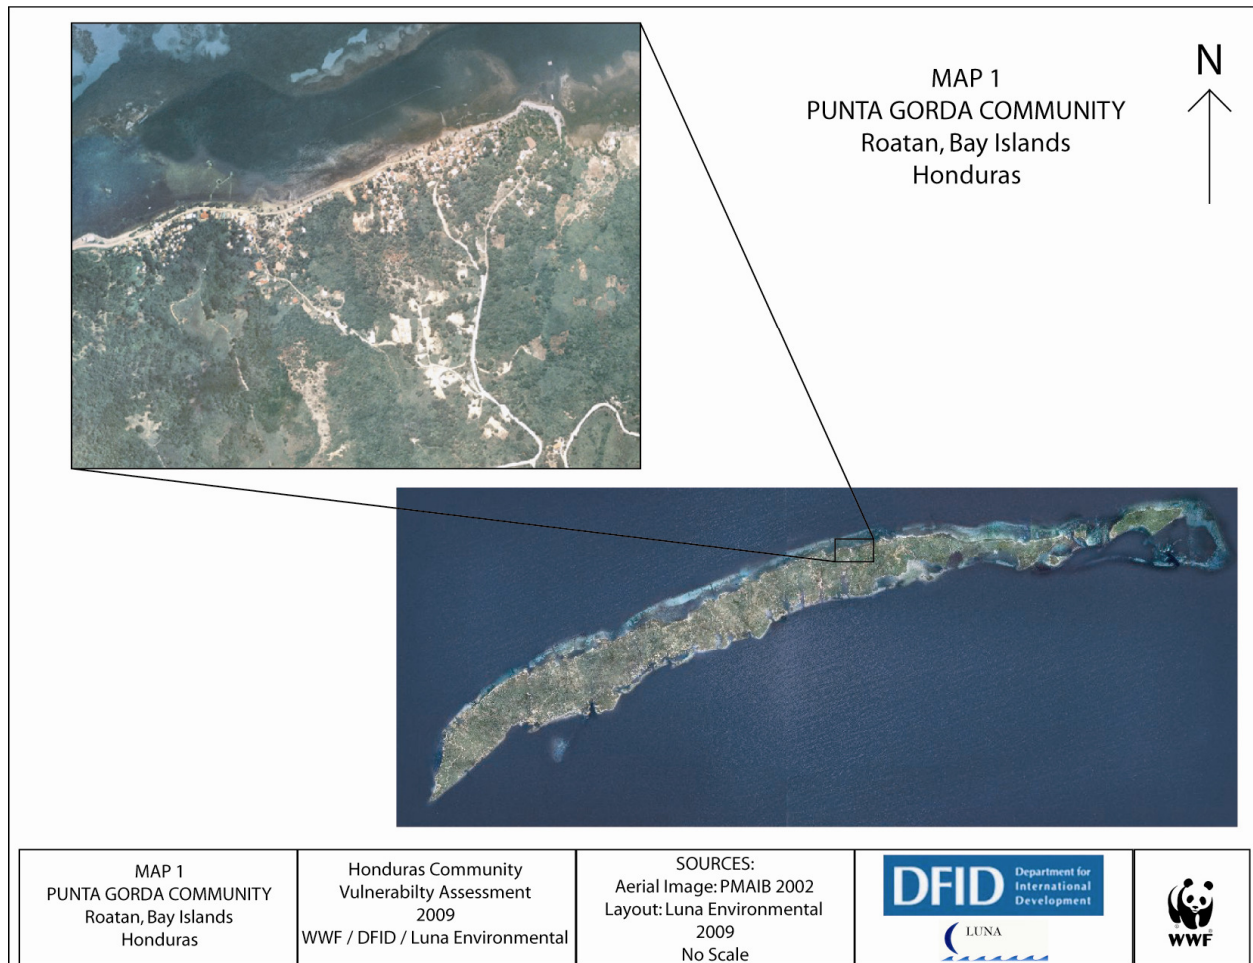 MAP 1
PUNTA GORDA COMMUNITY
Roatan, Bay Islands
Honduras
N
MAP 1
PUNTA GORDA COMMUNITY
Roatan, Bay Islands
Honduras
Honduras Community
Vulnerabilty Assessment
2009
WWF / DFID / Luna Environmental
SOURCES:
Aerial Image: PMAIB 2002
Layout: Luna Environmental
2009
No Scale
DFID
Department for
International
Development
LUNA
WWF